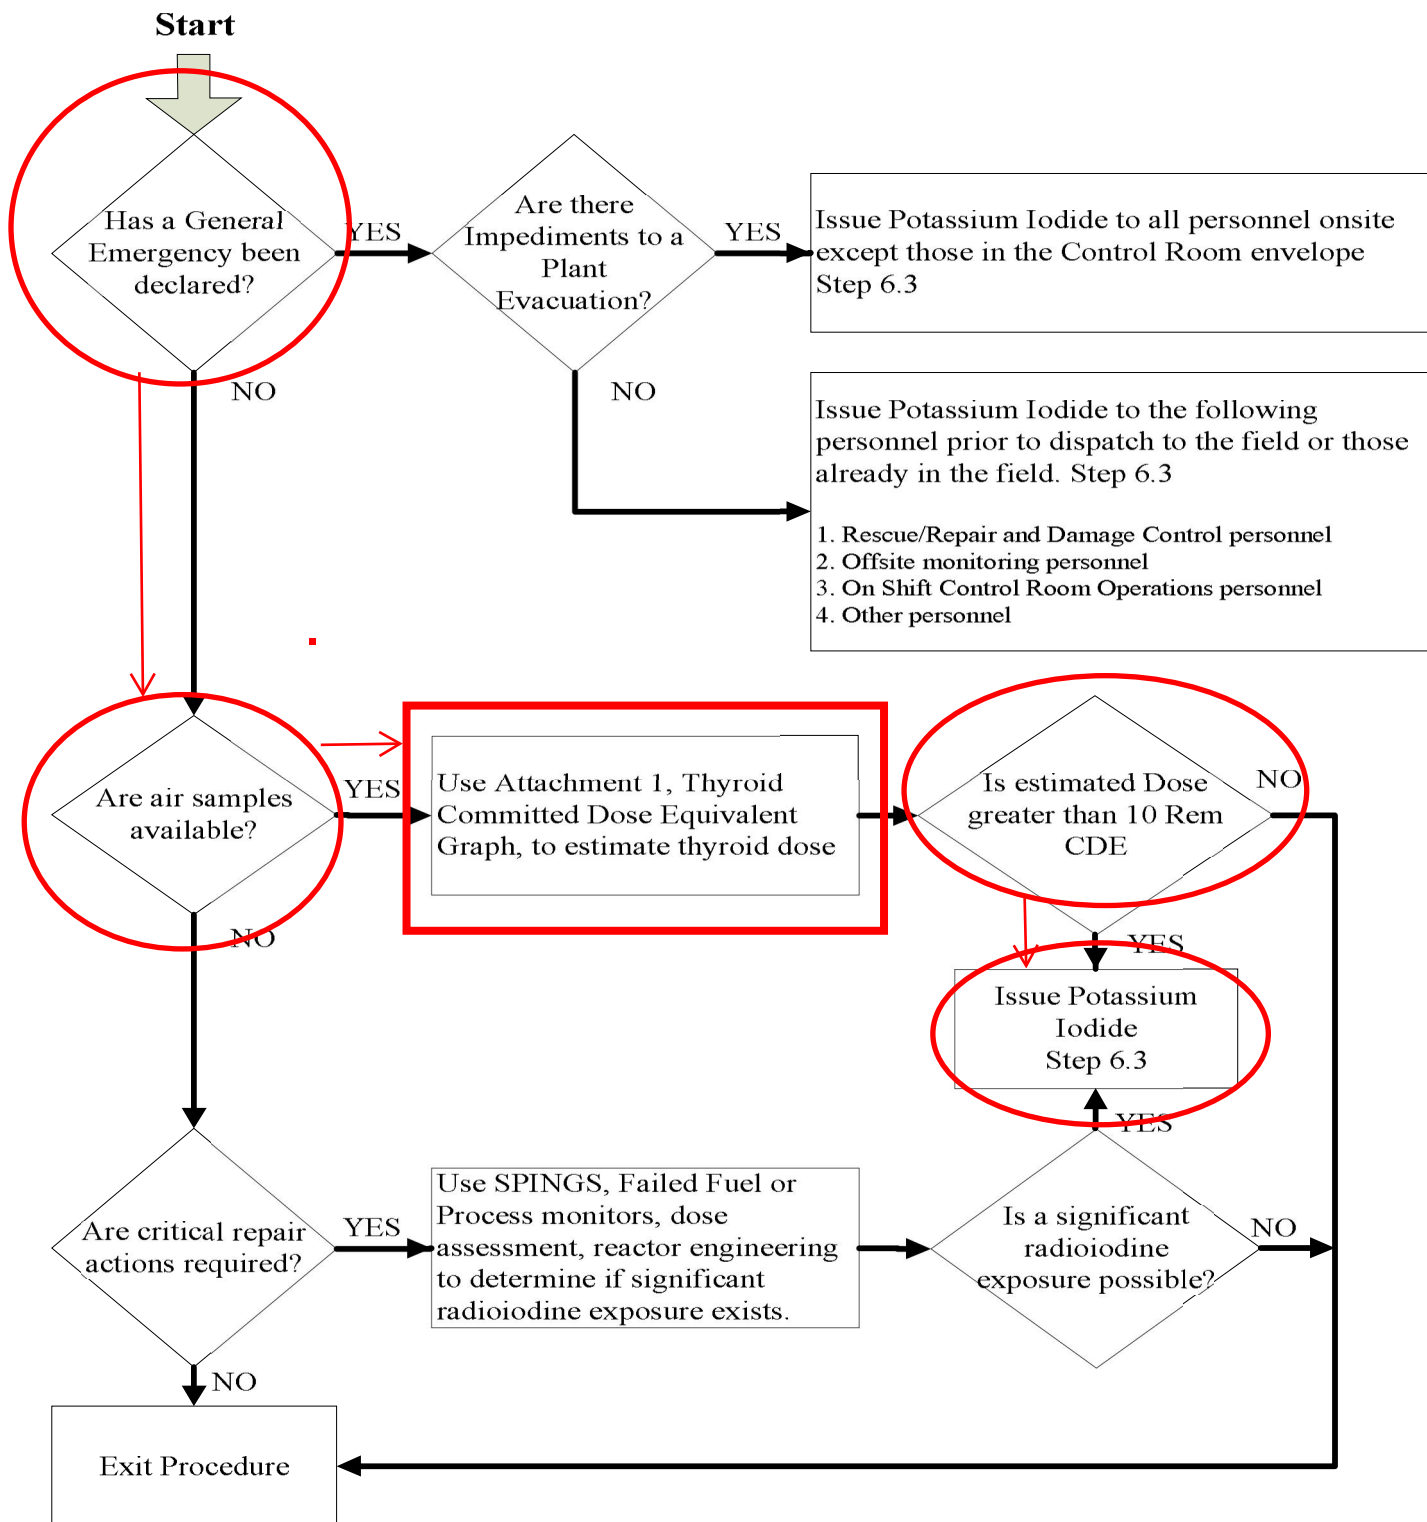 Start
Has a General
Emergency been
declared?
YES
NO
Are there
Impediments to a
Plant
Evacuation?
YES
NO
Issue Potassium Iodide to all personnel onsite
except those in the Control Room envelope
Step 6.3
Issue Potassium Iodide to the following
personnel prior to dispatch to the field or those
already in the field. Step 6.3
1. Rescue/Repair and Damage Control personnel
2. Offsite monitoring personnel
3. On Shift Control Room Operations personnel
4. Other personnel
Are air samples
available?
YES
NO
Use Attachment 1, Thyroid
Committed Dose Equivalent
Graph, to estimate thyroid dose
Is estimated Dose
greater than 10 Rem
CDE
NO
YES
Issue Potassium
Iodide
Step 6.3
YES
Are critical repair
actions required?
YES
NO
Use SPINGS, Failed Fuel or
Process monitors, dose
assessment, reactor engineering
to determine if significant
radioiodine exposure exists.
Is a significant
radioiodine
exposure possible?
NO
Exit Procedure